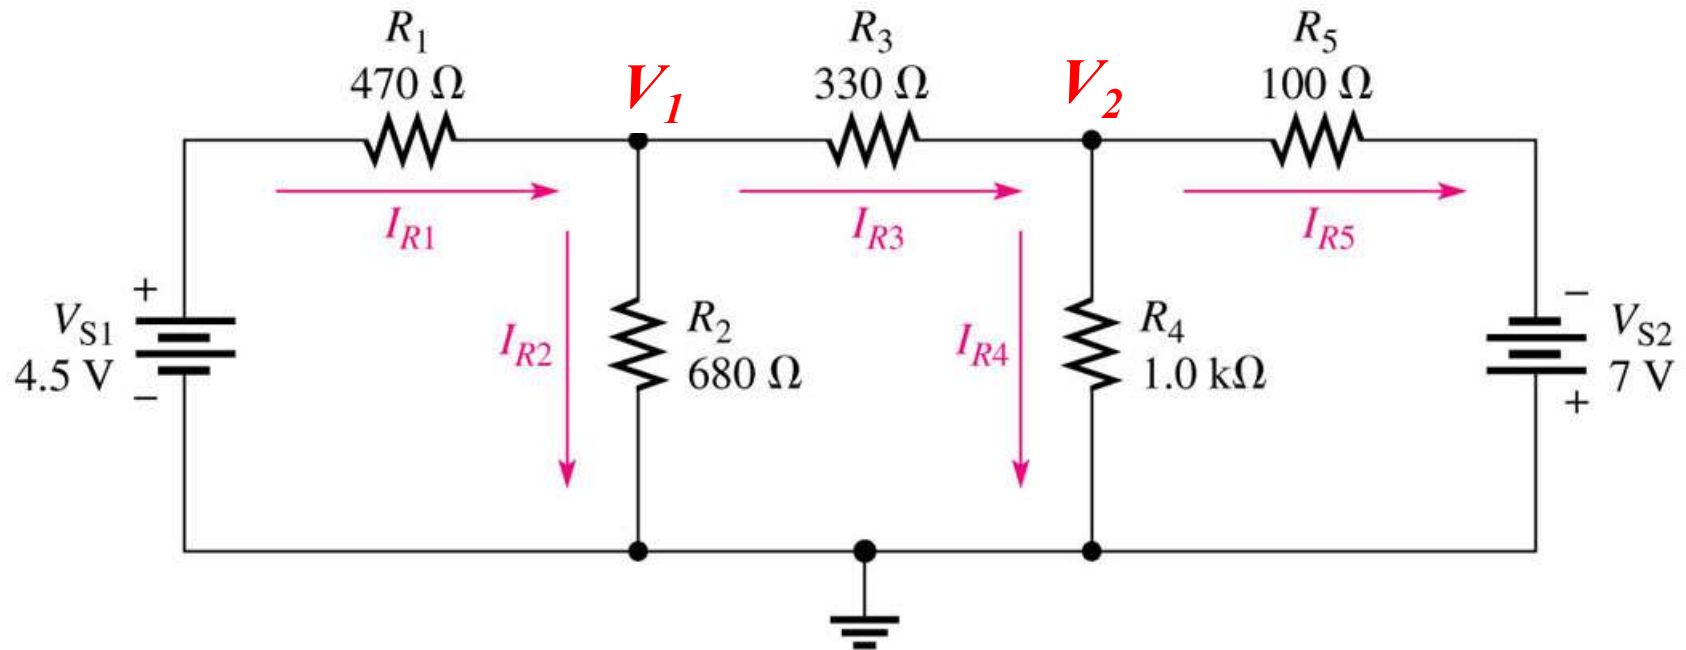 R1
470 Ω
V1
R3
330 Ω
V2
R5
100 Ω
IR1
IR3
IR5
+
VS1
4.5 V
−
IR2
R2
680 Ω
IR4
R4
1.0 kΩ
−
VS2
7 V
+